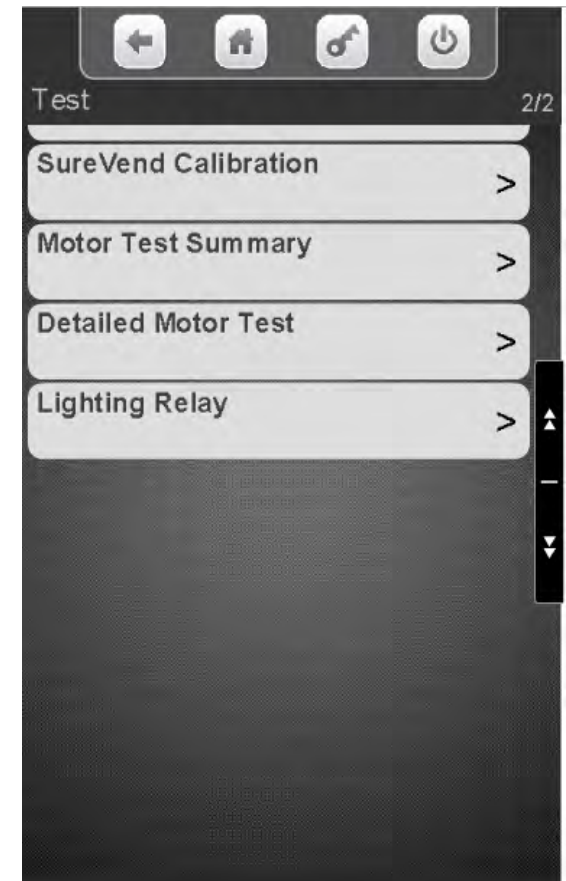 Test
2/2
SureVend Calibration
>
Motor Test Summary
>
Detailed Motor Test
>
Lighting Relay
>